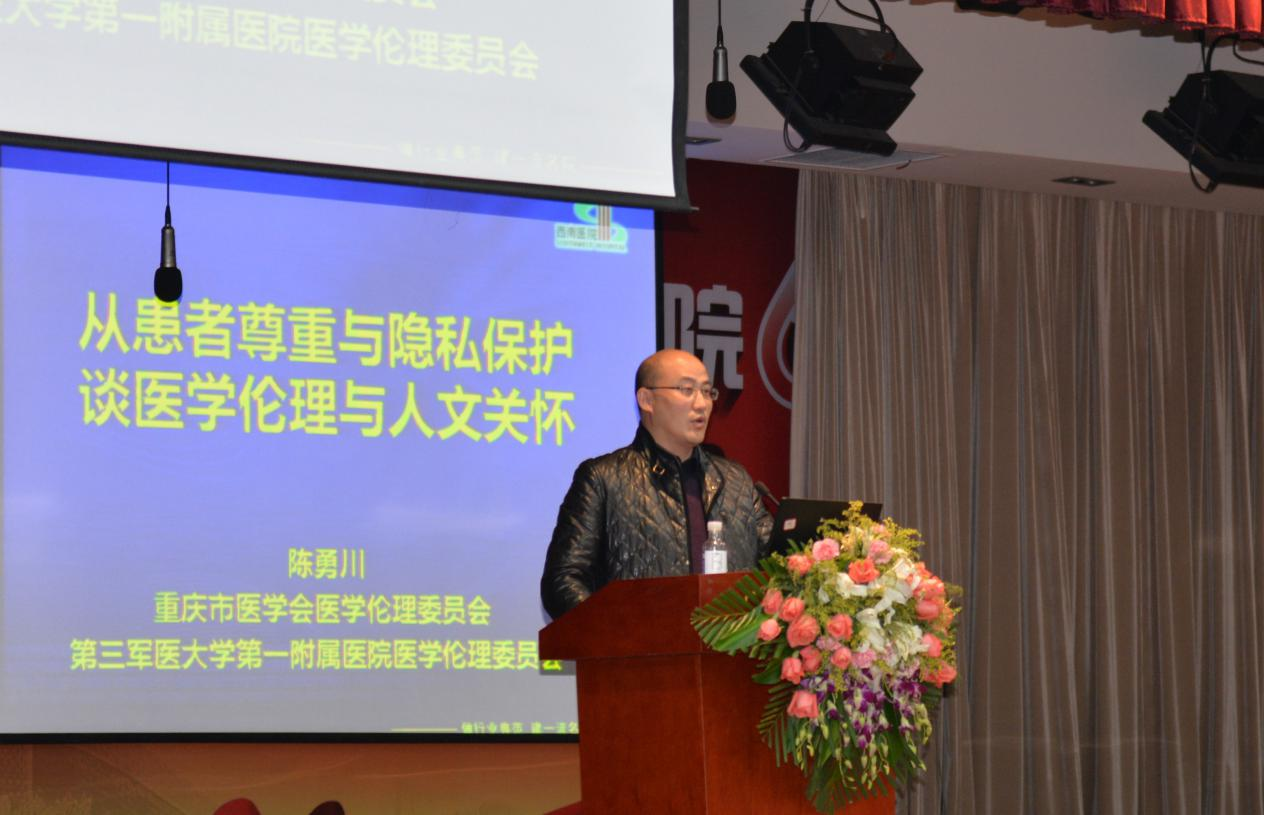 大学第一附属医院医学伦理委员会
西南医院
从患者尊重与隐私保护
谈医学伦理与人文关怀
院
陈勇川
重庆市医学会医学伦理委员会
第三军医大学第一附属医院医学伦理委员会